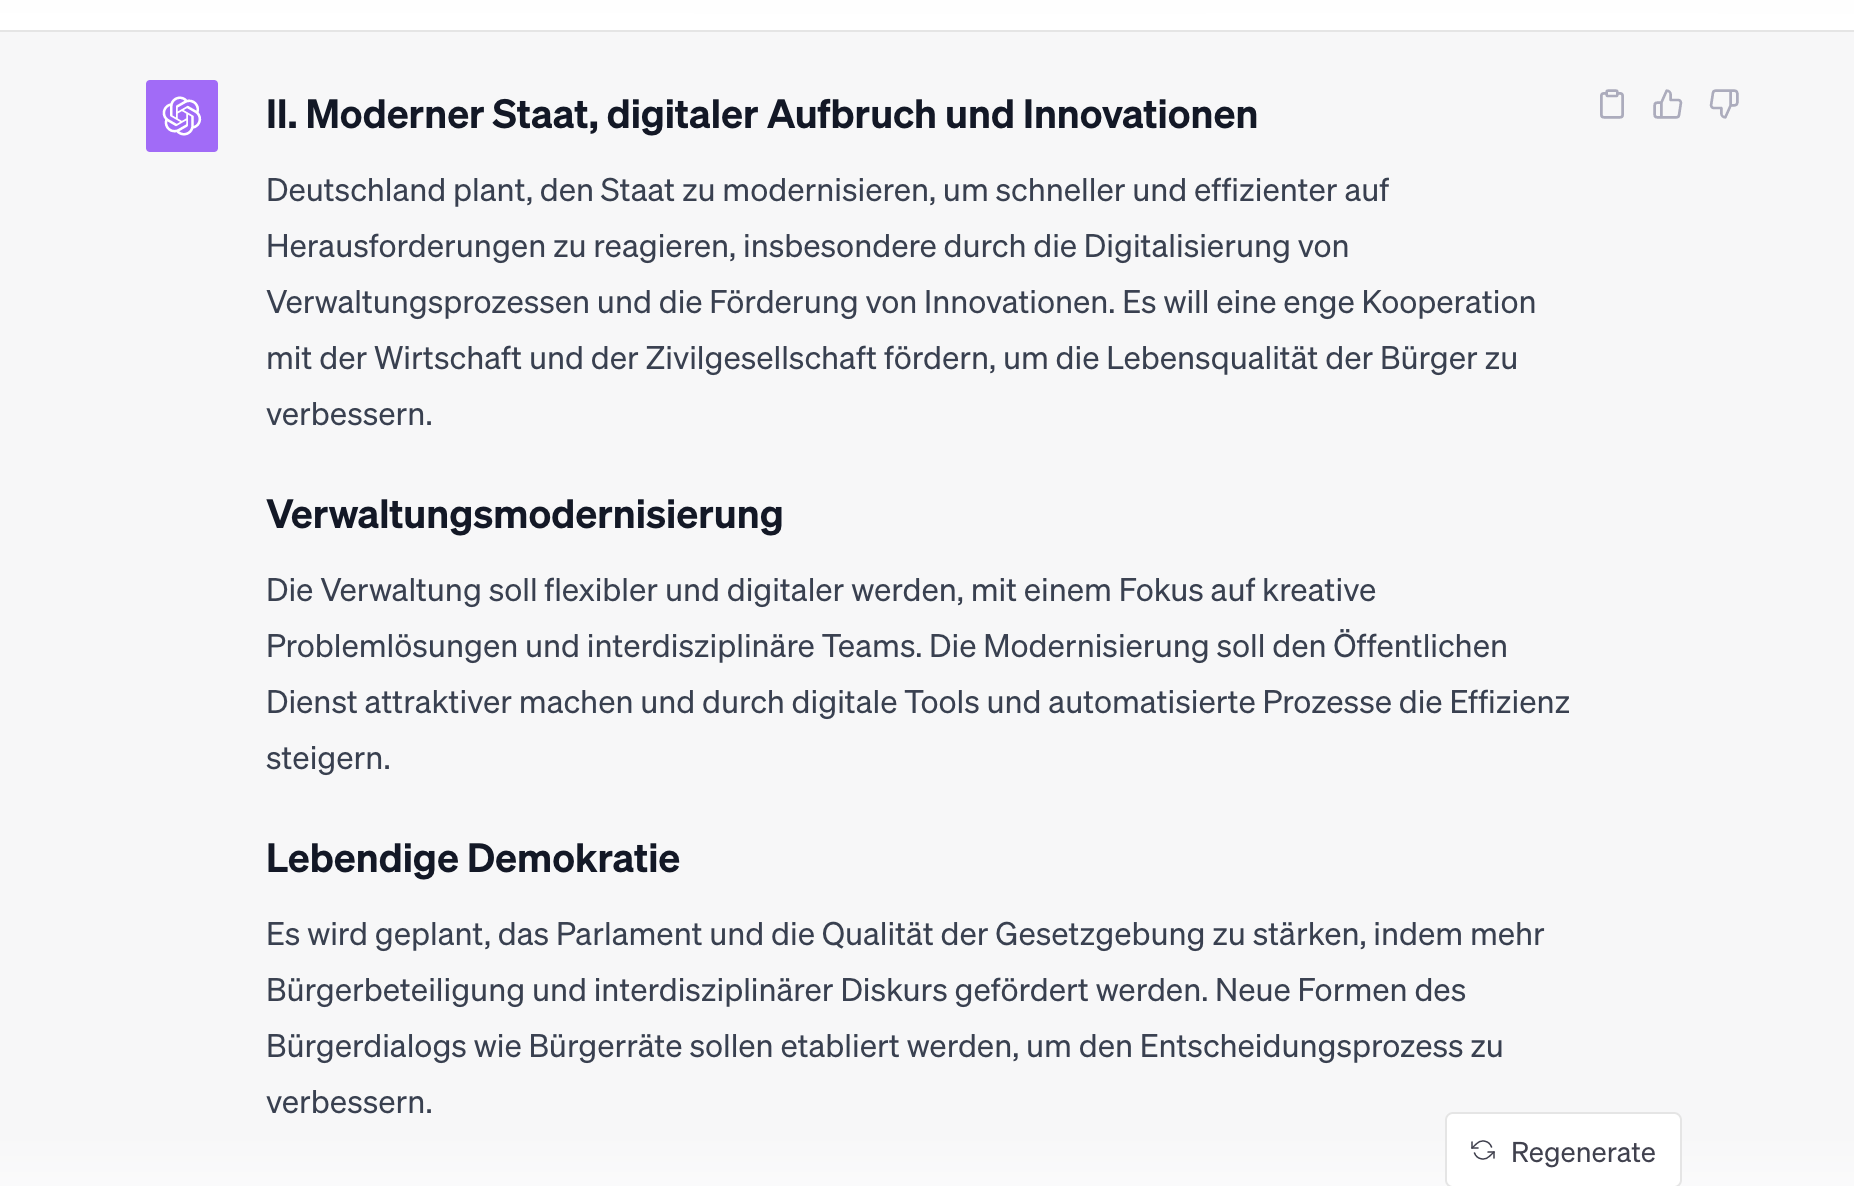 II. Moderner Staat, digitaler Aufbruch und Innovationen
Deutschland plant, den Staat zu modernisieren, um schneller und effizienter auf
Herausforderungen zu reagieren, insbesondere durch die Digitalisierung von
Verwaltungsprozessen und die Förderung von Innovationen. Es will eine enge Kooperation
mit der Wirtschaft und der Zivilgesellschaft fördern, um die Lebensqualität der Bürger zu
verbessern.
Verwaltungsmodernisierung
Die Verwaltung soll flexibler und digitaler werden, mit einem Fokus auf kreative
Problemlösungen und interdisziplinäre Teams. Die Modernisierung soll den Öffentlichen
Dienst attraktiver machen und durch digitale Tools und automatisierte Prozesse die Effizienz
steigern.
Lebendige Demokratie
Es wird geplant, das Parlament und die Qualität der Gesetzgebung zu stärken, indem mehr
Bürgerbeteiligung und interdisziplinärer Diskurs gefördert werden. Neue Formen des
Bürgerdialogs wie Bürgerräte sollen etabliert werden, um den Entscheidungsprozess zu
verbessern.
Regenerate